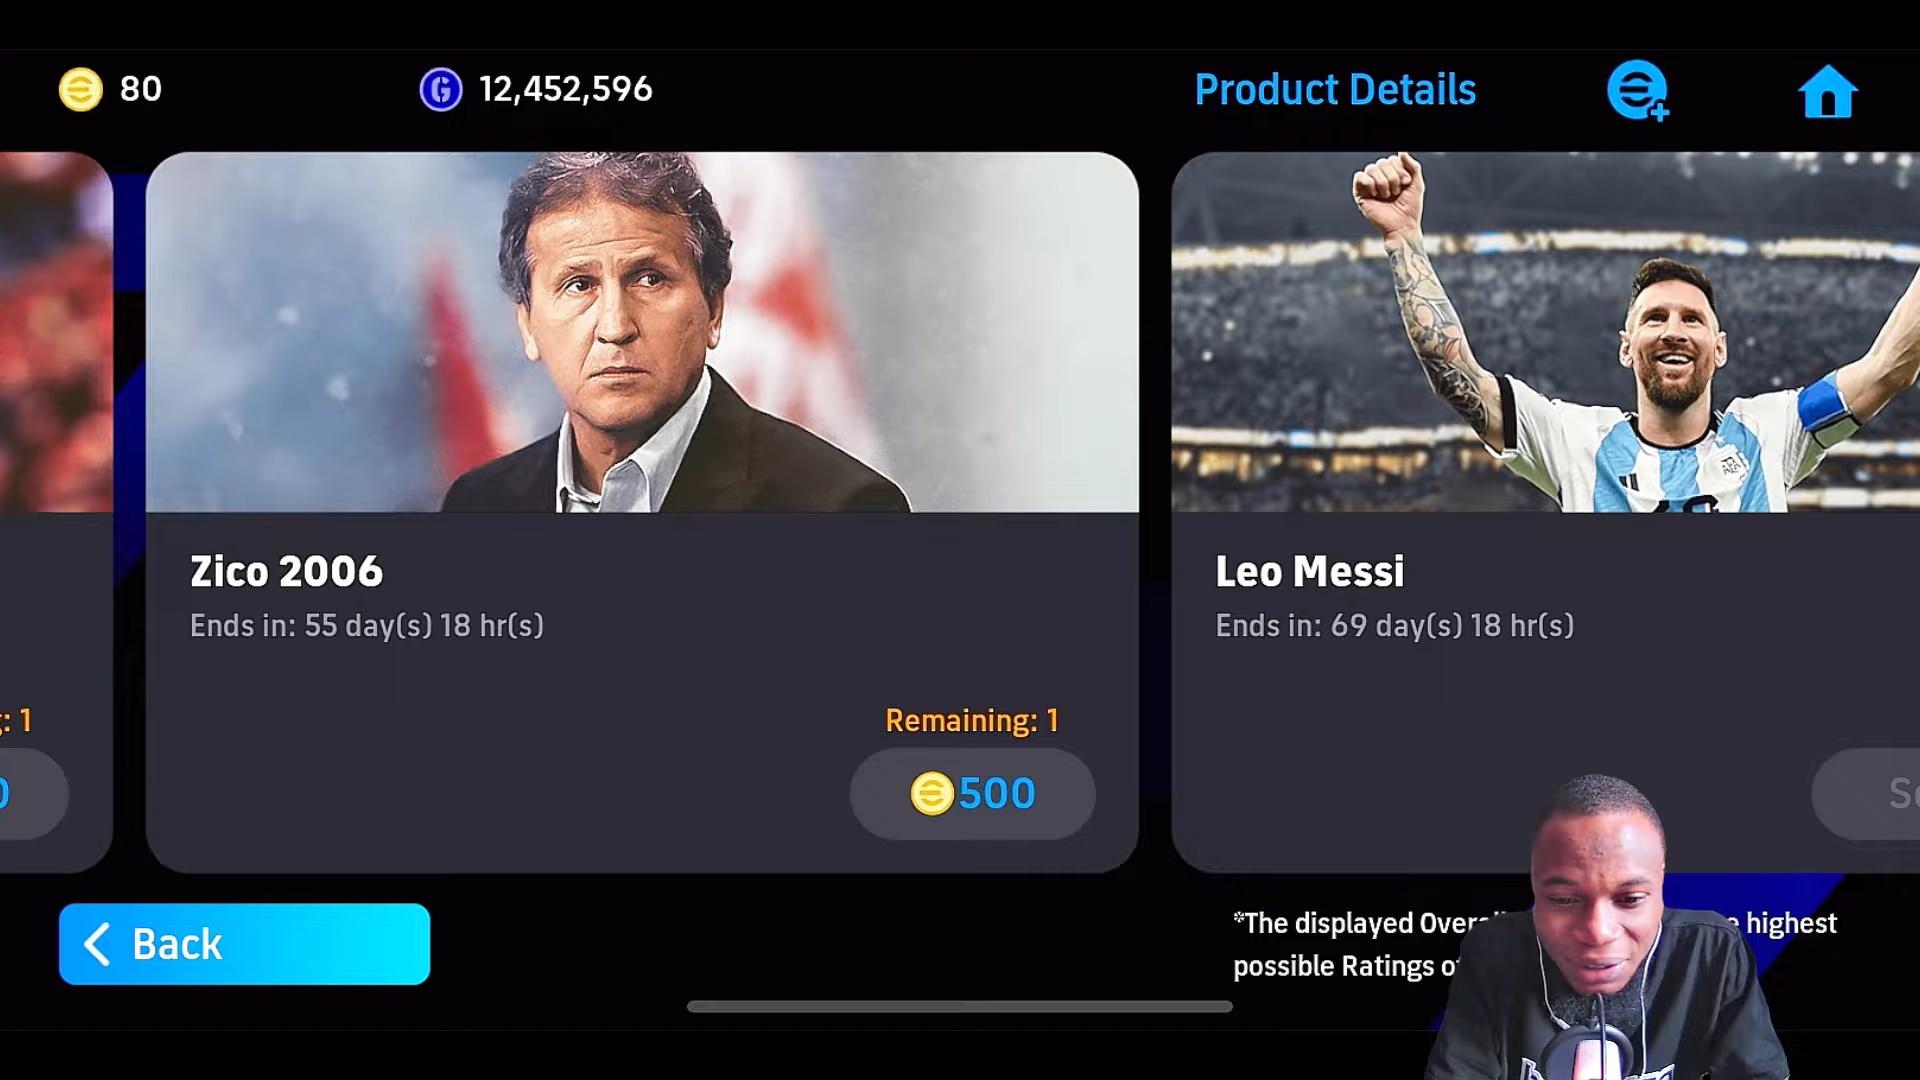 80
12,452,596
Product Details
Zico 2006
Ends in: 55 day(s) 18 hr(s)
Remaining: 1
500
Leo Messi
Ends in: 69 day(s) 18 hr(s)
: 1
Back
*The displayed highest
possible Ratings